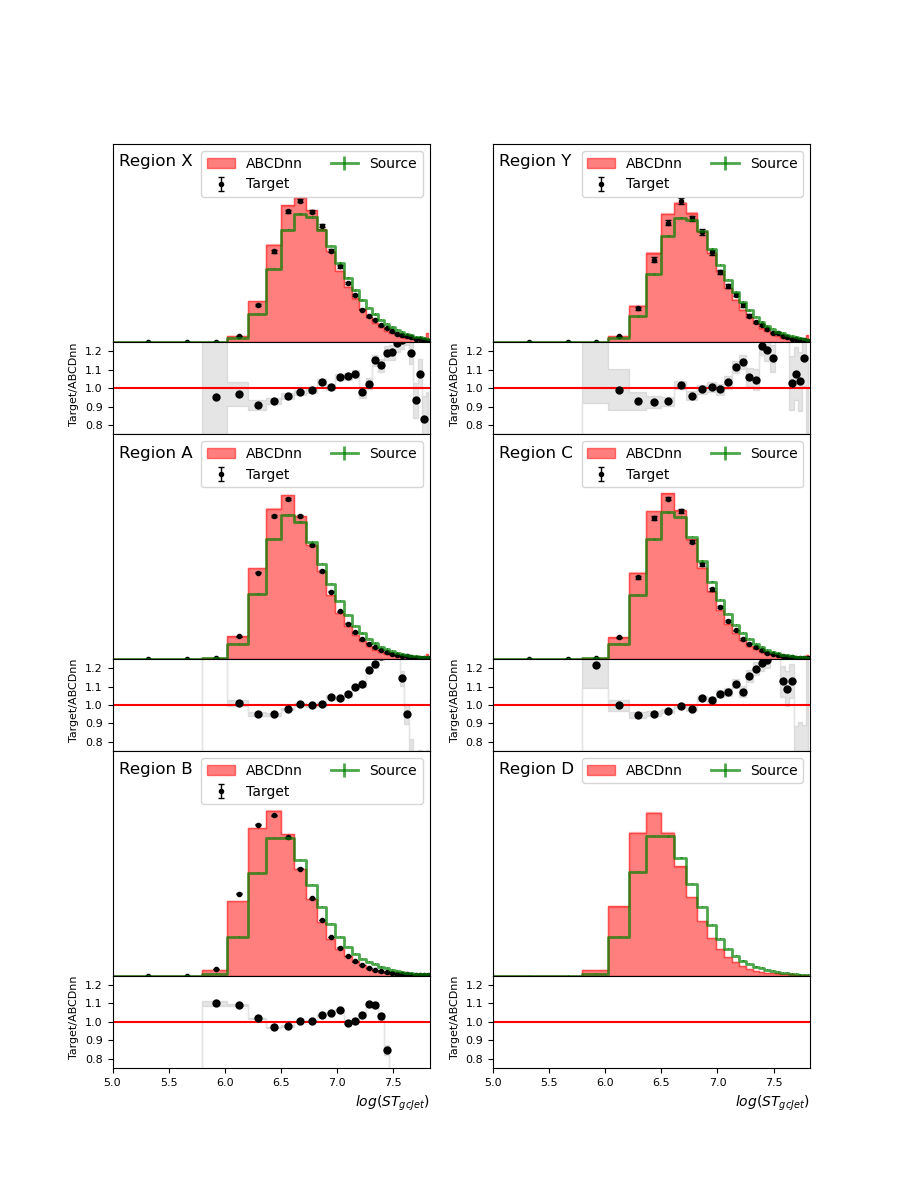 Region X
ABCDnn
Source
Target
Region Y
ABCDnn
Source
Target
1.2
1.1
1.0
0.9
0.8
Target/ABCDnn
1.2
1.1
1.0
0.9
0.8
Target/ABCDnn
Region A
ABCDnn
Source
Target
Region C
ABCDnn
Source
Target
1.2
1.1
1.0
0.9
0.8
Target/ABCDnn
1.2
1.1
1.0
0.9
0.8
Target/ABCDnn
Region B
ABCDnn
Source
Target
Region D
ABCDnn
Source
1.2
1.1
1.0
0.9
0.8
Target/ABCDnn
5.0 5.5 6.0 6.5 7.0 7.5
log(ST_gcJet)
1.2
1.1
1.0
0.9
0.8
Target/ABCDnn
5.0 5.5 6.0 6.5 7.0 7.5
log(ST_gcJet)